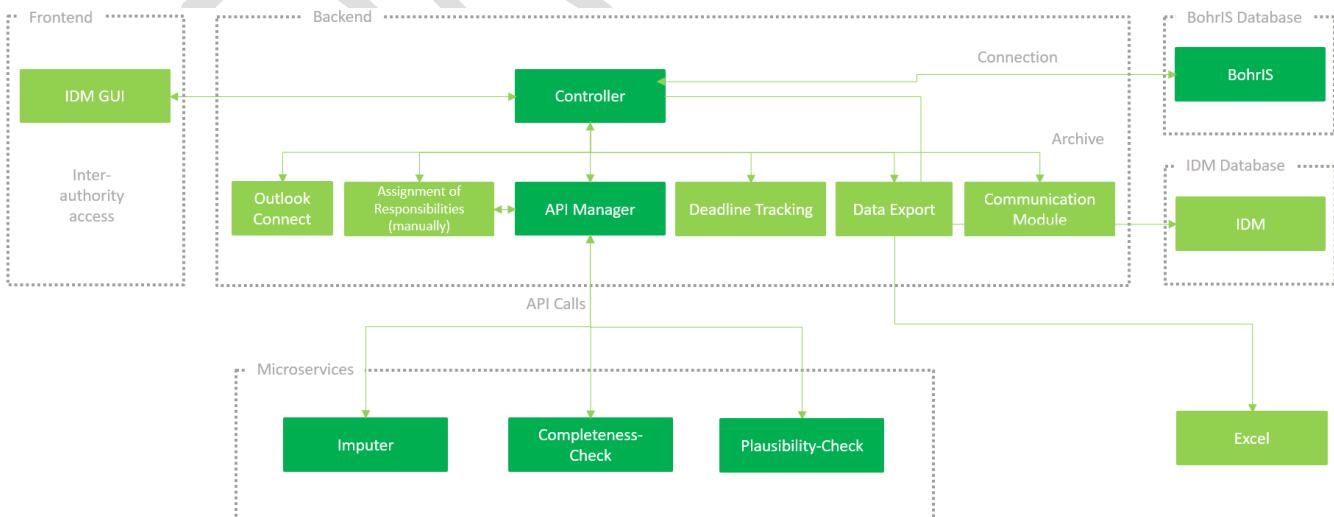 Frontend
Backend
BohrIS Database
Connection
IDM GUI
Controller
BohrIS
Archive
Inter-
authority
access
IDM Database
Outlook
Connect
Assignment of
Responsibilities
(manually)
API Manager
Deadline Tracking
Data Export
Communication
Module
IDM
API Calls
Microservices
Imputer
Completeness-
Check
Plausibility-Check
Excel